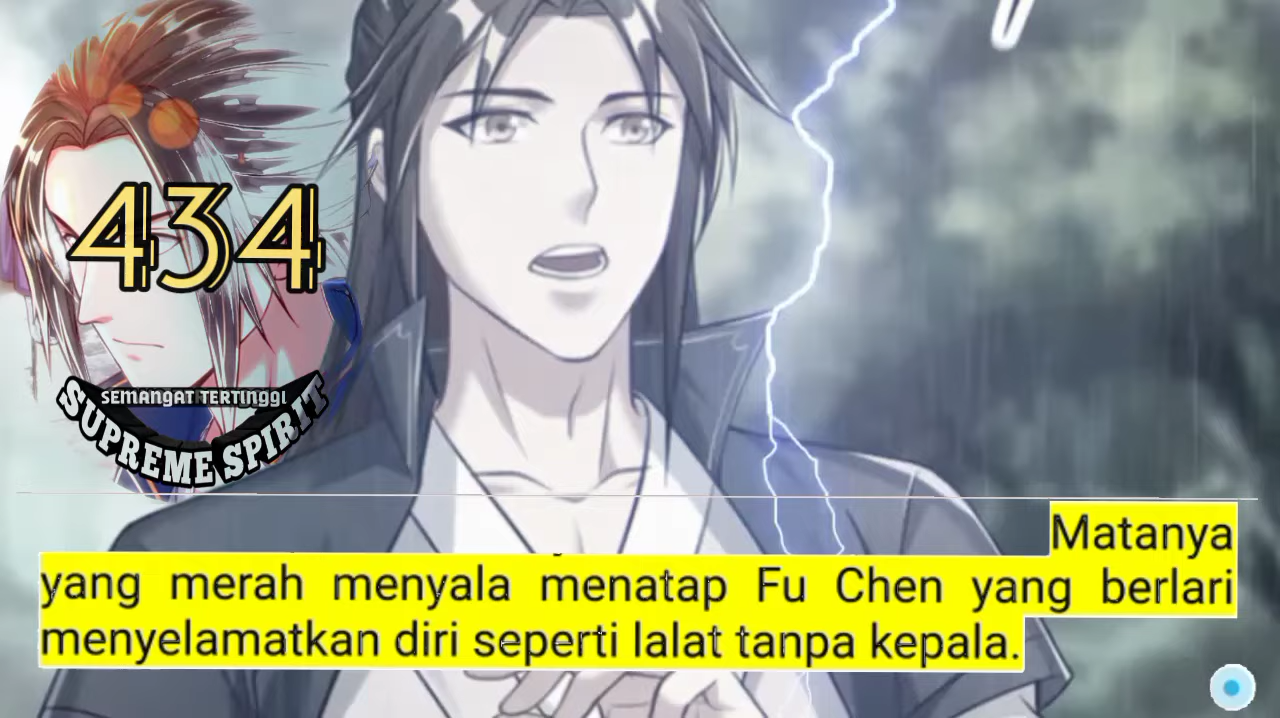 434
SEMANGAT TERTINGGI
SUPREME SPIRIT
Matanya
yang merah menyala menatap Fu Chen yang berlari
menyelamatkan diri seperti lalat tanpa kepala.